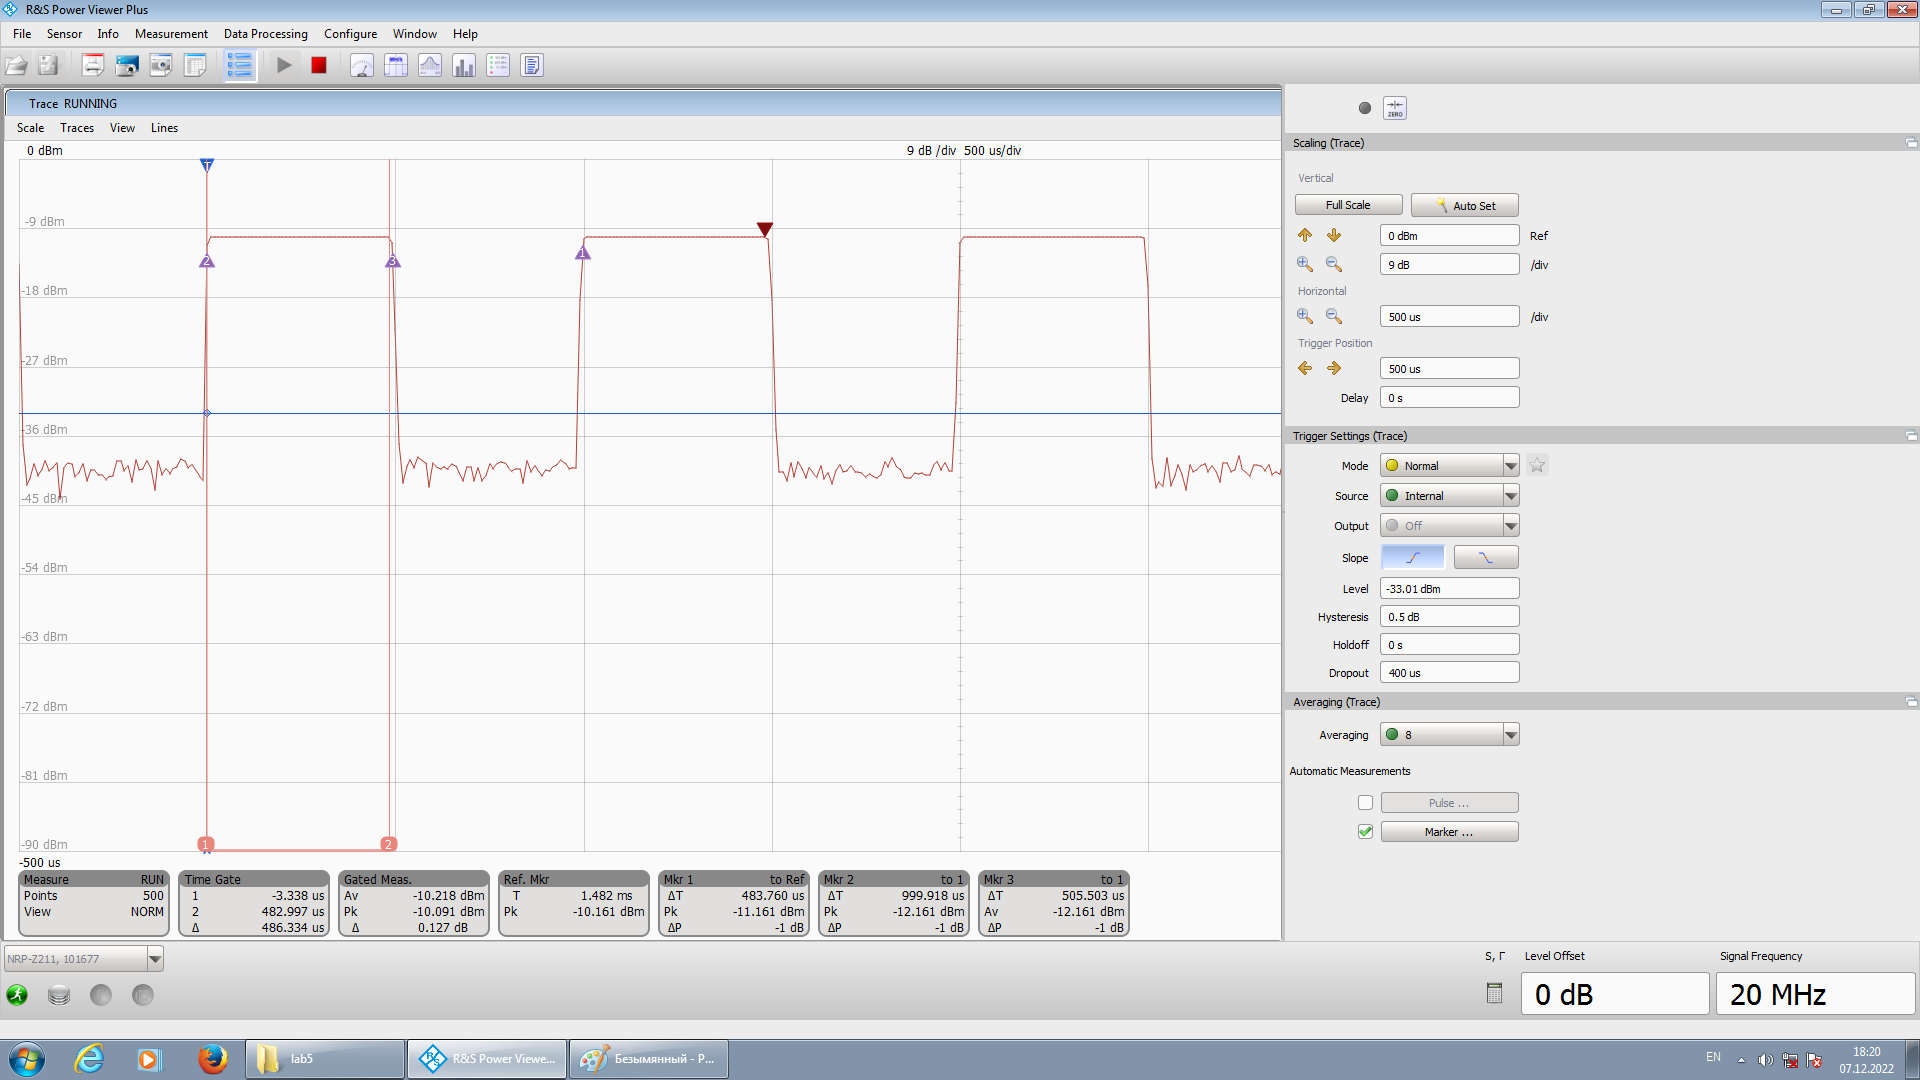 R&S Power Viewer Plus
File Sensor Info Measurement Data Processing Configure Window Help
Trace RUNNING
Scale Traces View Lines
0 dBm
9 dB /div 500 us/div
T
-9 dBm
2
3
1
-18 dBm
-27 dBm
-36 dBm
-45 dBm
-54 dBm
-63 dBm
-72 dBm
-81 dBm
-90 dBm
1
2
-500 us
Measure RUN
Points 500
View NORM
Time Gate
1 -3.338 us
2 482.997 us
Δ 486.334 us
Gated Meas.
Av -10.218 dBm
Pk -10.091 dBm
Δ 0.127 dB
Ref. Mkr
T 1.482 ms
Pk -10.161 dBm
Mkr 1 to Ref
ΔT 483.760 us
Pk -11.161 dBm
ΔP -1 dB
Mkr 2 to 1
ΔT 999.918 us
Pk -12.161 dBm
ΔP -1 dB
Mkr 3 to 1
ΔT 505.503 us
Av -12.161 dBm
ΔP -1 dB
ZERO
Scaling (Trace)
Vertical
Full Scale Auto Set
0 dBm Ref
9 dB /div
Horizontal
500 us /div
Trigger Position
500 us
Delay 0 s
Trigger Settings (Trace)
Mode Normal
Source Internal
Output Off
Slope
Level -33.01 dBm
Hysteresis 0.5 dB
Holdoff 0 s
Dropout 400 us
Averaging (Trace)
Averaging 8
Automatic Measurements
Pulse ...
Marker ...
NRP-Z211, 101677
S, Γ Level Offset Signal Frequency
0 dB 20 MHz
lab5
R&S Power Viewe...
Безымянный - P...
EN
18:20
07.12.2022